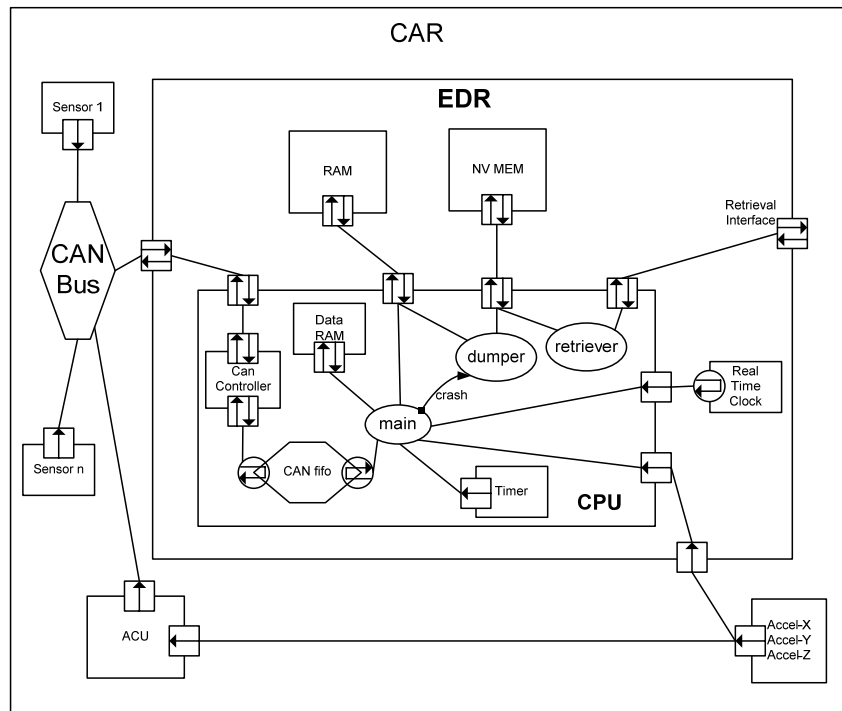 CAR
EDR
Sensor 1
RAM
NV MEM
Retrieval
Interface
CAN
Bus
Data
RAM
dumper
retriever
Can
Controller
crash
Real
Time
Clock
main
CAN fifo
Sensor n
Timer
CPU
ACU
Accel-X
Accel-Y
Accel-Z